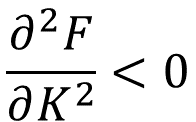 ∂²F/∂K² < 0